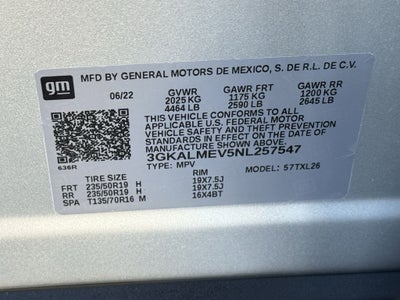 gm MFD BY GENERAL MOTORS DE MEXICO, S. DE R.L. DE C.V.
06/22 GVWR GAWR FRT GAWR RR
2025 KG 1175 KG 1200 KG
4464 LB 2590 LB 2645 LB
THIS VEHICLE CONFORMS TO ALL
APPLICABLE U.S. FEDERAL MOTOR
VEHICLE SAFETY, BUMPER, AND THEFT
PREVENTION STANDARDS IN
EFFECT ON THE DATE OF
MANUFACTURE SHOWN ABOVE.
3GKALMEV5NL257547
636R TYPE: MPV 57TXL26
TIRE SIZE RIM
FRT 235/50R19 H 19X7.5J
RR 235/50R19 H 19X7.5J
SPA T135/70R16 M 16X4BT